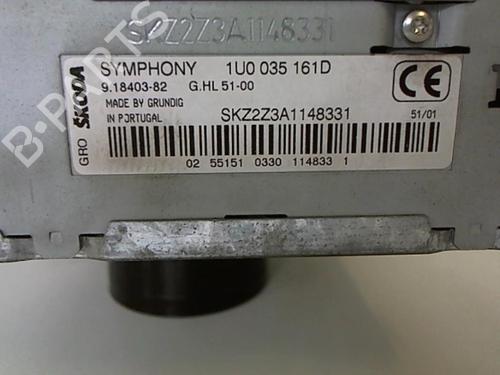 SKZ2Z3A1148331
GRO ŠKODA
SYMPHONY 1U0 035 161D
9.18403-82 G.HL 51-00
MADE BY GRUNDIG
IN PORTUGAL
SKZ2Z3A1148331
CE
51/01
02 55151 0330 114833 1
B-PARTS